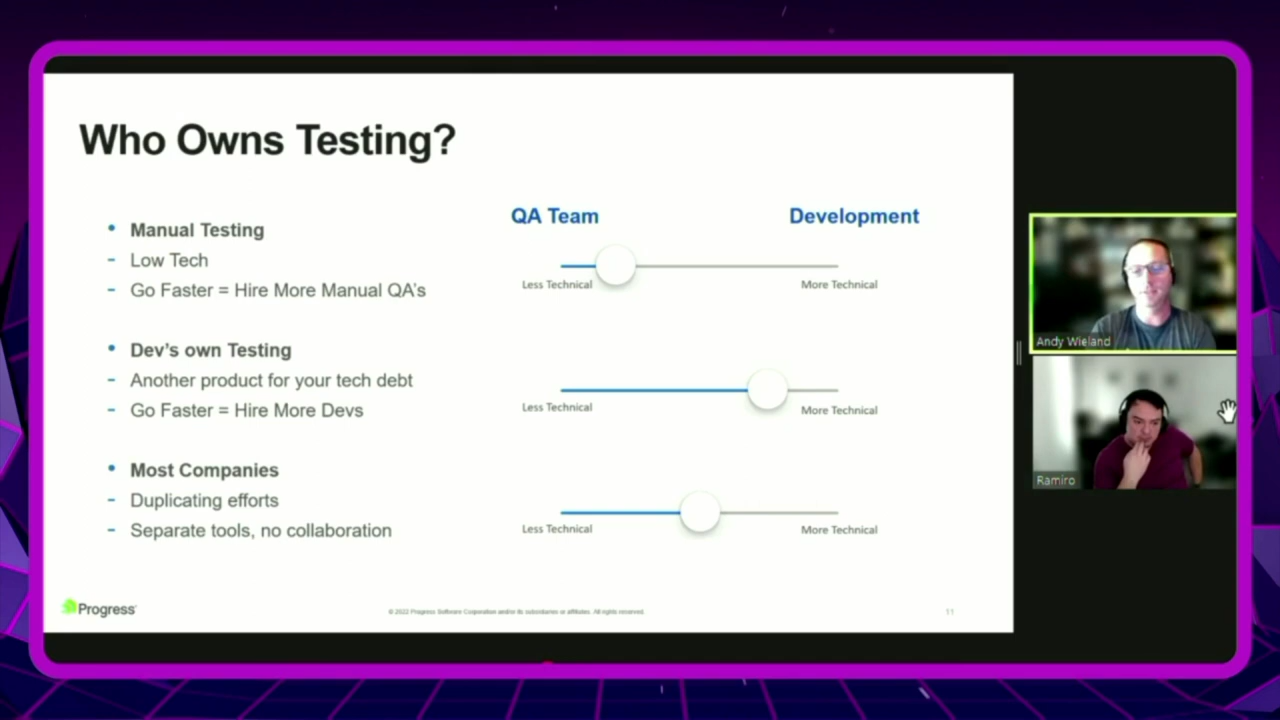 Who Owns Testing?
QA Team
Development
• Manual Testing
- Low Tech
- Go Faster = Hire More Manual QA's
Less Technical
More Technical
• Dev's own Testing
- Another product for your tech debt
- Go Faster = Hire More Devs
Less Technical
More Technical
• Most Companies
- Duplicating efforts
- Separate tools, no collaboration
Less Technical
More Technical
Progress
© 2022 Progress Software Corporation and/or its subsidiaries or affiliates. All rights reserved.
11
Andy Wieland
Ramiro